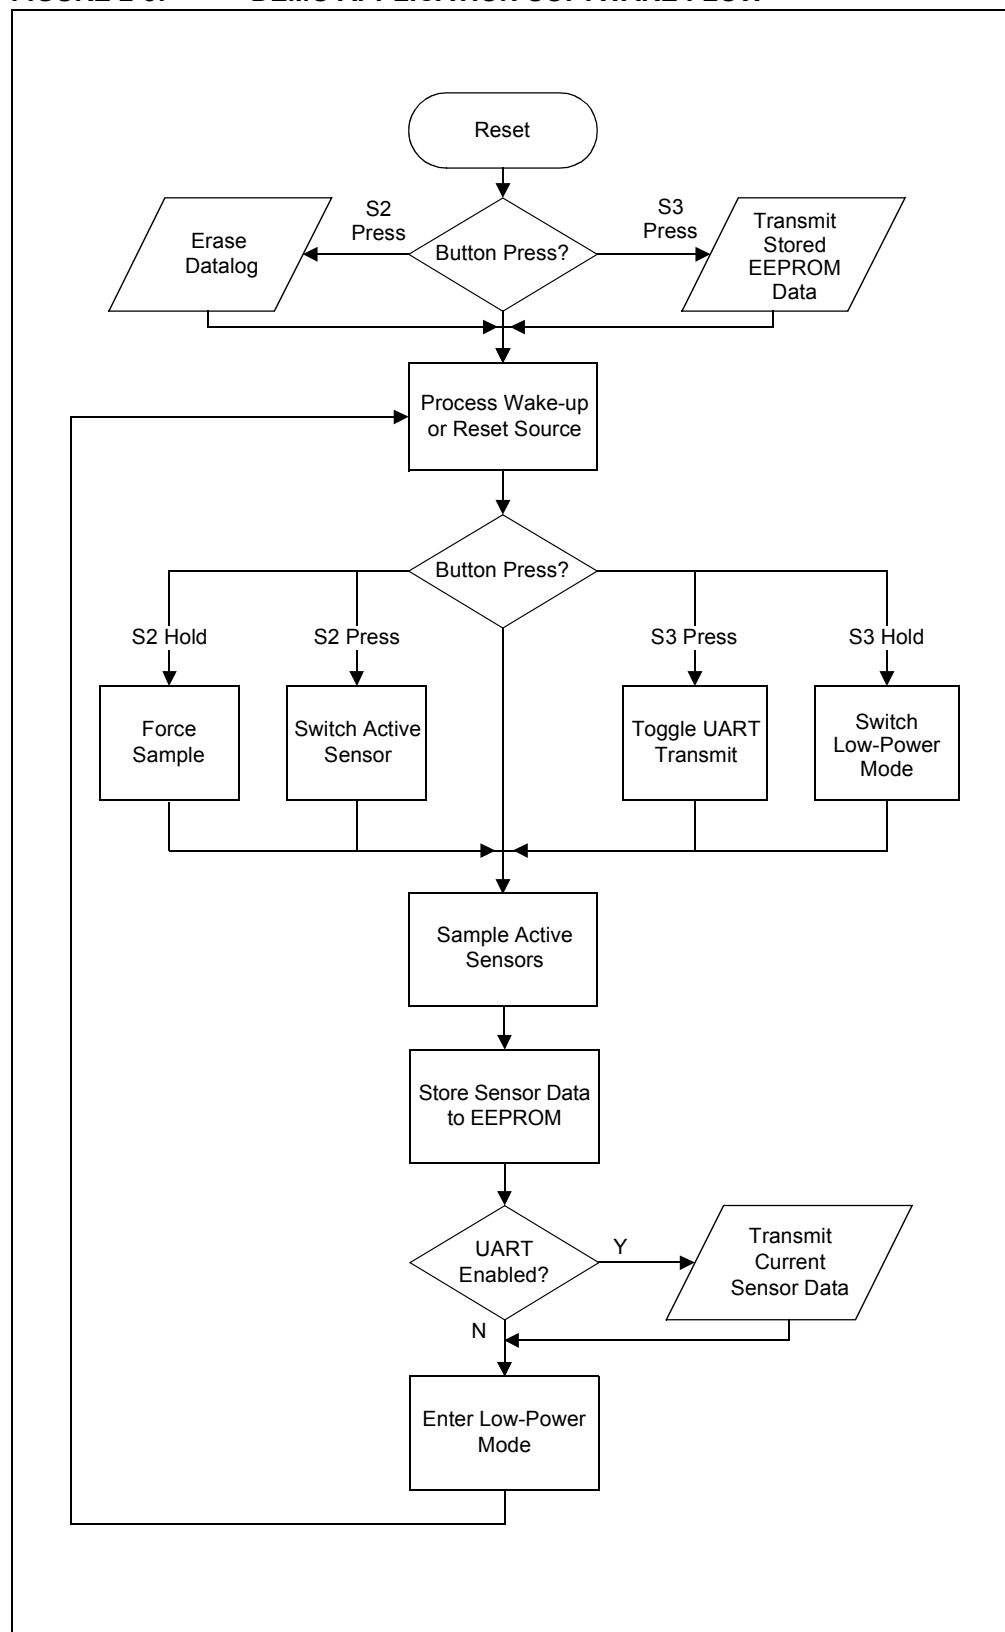 Reset
S2
Press
S3
Press
Erase
Datalog
Button Press?
Transmit
Stored
EEPROM
Data
Process Wake-up
or Reset Source
Button Press?
S2 Hold
S2 Press
S3 Press
S3 Hold
Force
Sample
Switch Active
Sensor
Toggle UART
Transmit
Switch
Low-Power
Mode
Sample Active
Sensors
Store Sensor Data
to EEPROM
UART
Enabled?
Y
Transmit
Current
Sensor Data
N
Enter Low-Power
Mode